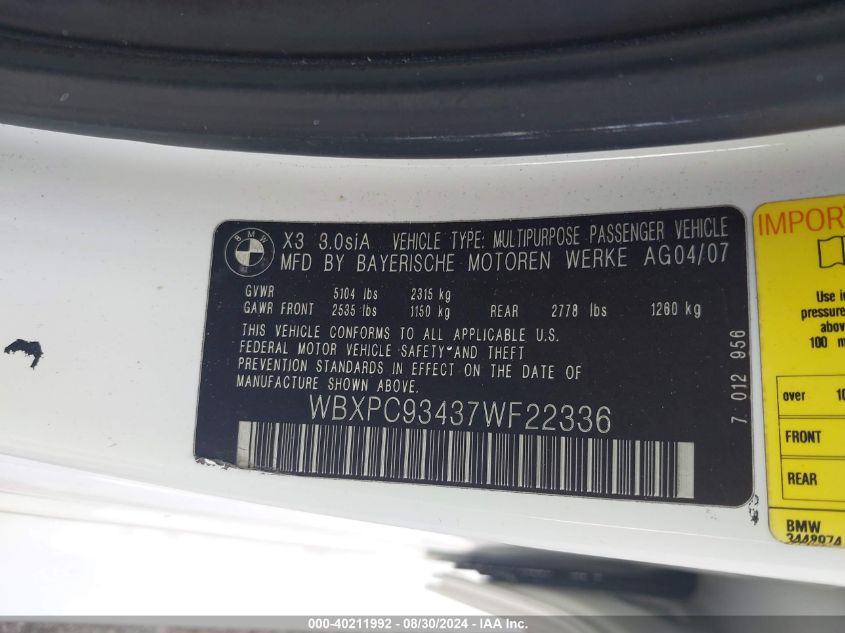 BMW
X3 3.0siA VEHICLE TYPE: MULTIPURPOSE PASSENGER VEHICLE
MFD BY BAYERISCHE MOTOREN WERKE AG04/07
GVWR 5104 lbs 2315 kg
GAWR FRONT 2535 lbs 1150 kg REAR 2778 lbs 1260 kg
THIS VEHICLE CONFORMS TO ALL APPLICABLE U.S.
FEDERAL MOTOR VEHICLE SAFETY AND THEFT
PREVENTION STANDARDS IN EFFECT ON THE DATE OF
MANUFACTURE SHOWN ABOVE.
WBXPC93437WF22336
7 012 956
IMPOR
Use i
pressure
abov
100 m
over 10
FRONT
REAR
BMW
3448974
000-40211992 - 08/30/2024 - IAA Inc.